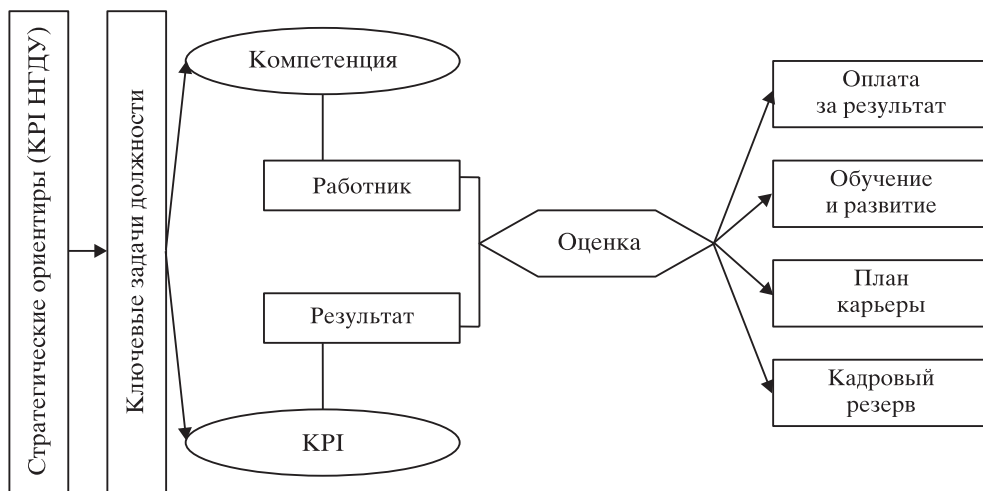 Стратегические ориентиры (KPI НГДУ)
Ключевые задачи должности
Компетенция
Работник
Результат
KPI
Оценка
Оплата
за результат
Обучение
и развитие
План
карьеры
Кадровый
резерв